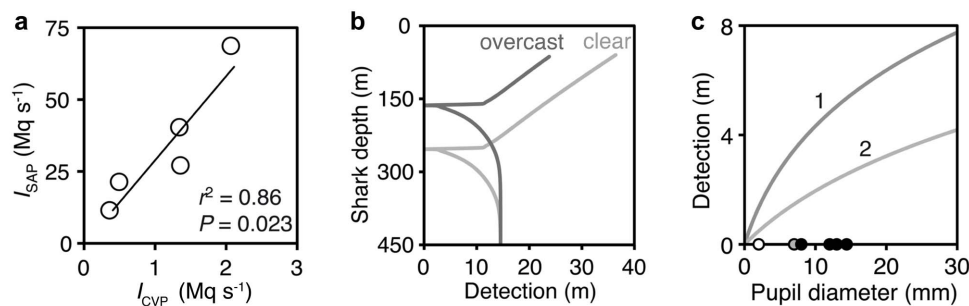 a
75
50
25
0
I_SAP (Mq s⁻¹)
r² = 0.86
P = 0.023
0 1 2 3
I_CVP (Mq s⁻¹)
b
0
150
300
450
Shark depth (m)
overcast clear
0 10 20 30 40
Detection (m)
c
8
4
0
Detection (m)
1
2
0 10 20 30
Pupil diameter (mm)